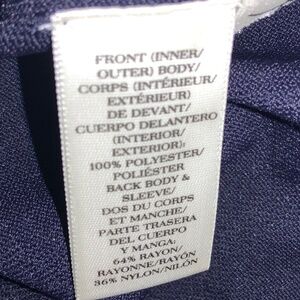 FRONT (INNER/
OUTER) BODY/
CORPS (INTÉRIEUR/
EXTÉRIEUR)
DE DEVANT/
CUERPO DELANTERO
(INTERIOR/
EXTERIOR):
100% POLYESTER/
POLIÉSTER
BACK BODY &
SLEEVE/
DOS DU CORPS
ET MANCHE/
PARTE TRASERA
DEL CUERPO
Y MANGA:
64% RAYON/
RAYONNE/RAYÓN
36% NYLON/NILÓN